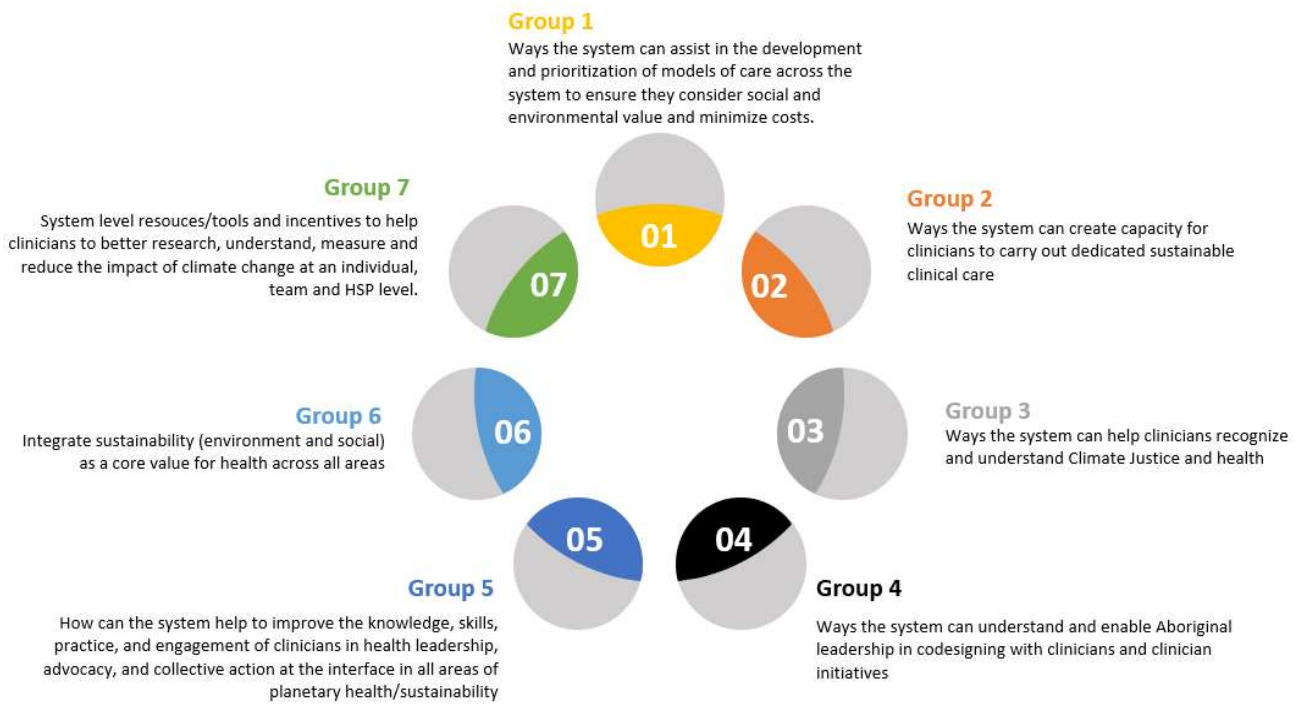 Group 1
Ways the system can assist in the development
and prioritization of models of care across the
system to ensure they consider social and
environmental value and minimize costs.
01
Group 2
Ways the system can create capacity for
clinicians to carry out dedicated sustainable
clinical care
02
Group 3
Ways the system can help clinicians recognize
and understand Climate Justice and health
03
Group 4
Ways the system can understand and enable Aboriginal
leadership in codesigning with clinicians and clinician
initiatives
04
Group 5
How can the system help to improve the knowledge, skills,
practice, and engagement of clinicians in health leadership,
advocacy, and collective action at the interface in all areas of
planetary health/sustainability
05
Group 6
Integrate sustainability (environment and social)
as a core value for health across all areas
06
Group 7
System level resouces/tools and incentives to help
clinicians to better research, understand, measure and
reduce the impact of climate change at an individual,
team and HSP level.
07